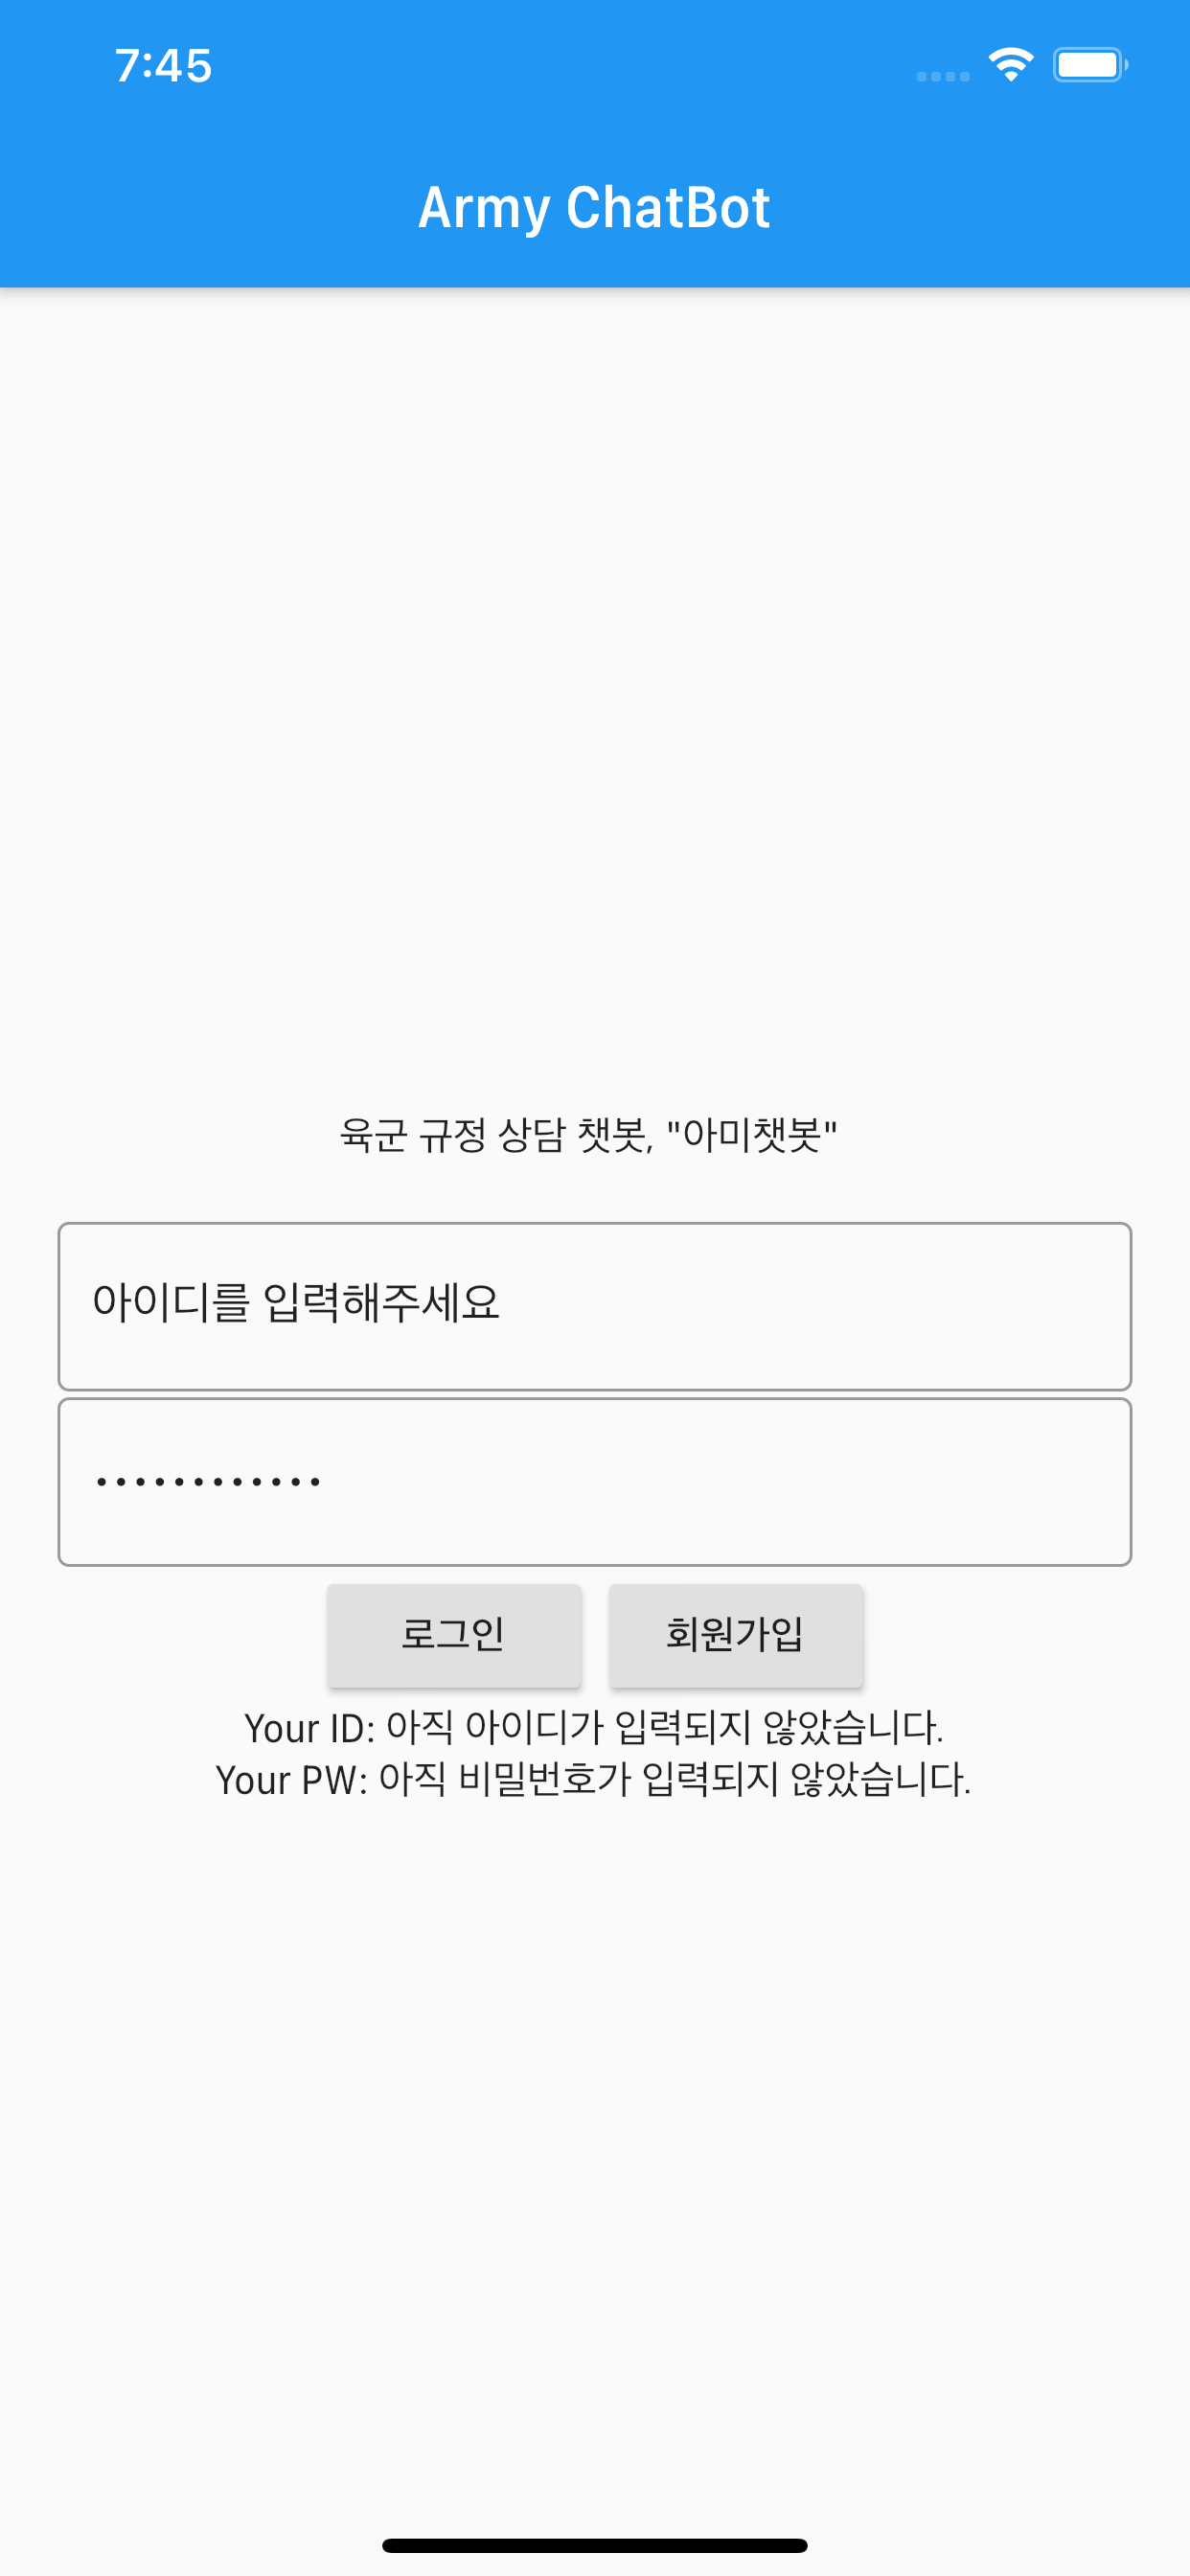 7:45
Army ChatBot
육군 규정 상담 챗봇, "아미챗봇"
아이디를 입력해주세요
••••••••••••
로그인 회원가입
Your ID: 아직 아이디가 입력되지 않았습니다.
Your PW: 아직 비밀번호가 입력되지 않았습니다.